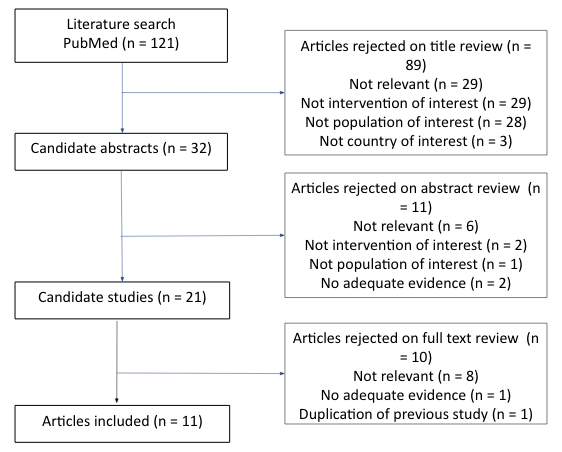 Literature search
PubMed (n = 121)
Articles rejected on title review (n =
89)
Not relevant (n = 29)
Not intervention of interest (n = 29)
Not population of interest (n = 28)
Not country of interest (n = 3)
Candidate abstracts (n = 32)
Articles rejected on abstract review (n
= 11)
Not relevant (n = 6)
Not intervention of interest (n = 2)
Not population of interest (n = 1)
No adequate evidence (n = 2)
Candidate studies (n = 21)
Articles rejected on full text review (n
= 10)
Not relevant (n = 8)
No adequate evidence (n = 1)
Duplication of previous study (n = 1)
Articles included (n = 11)